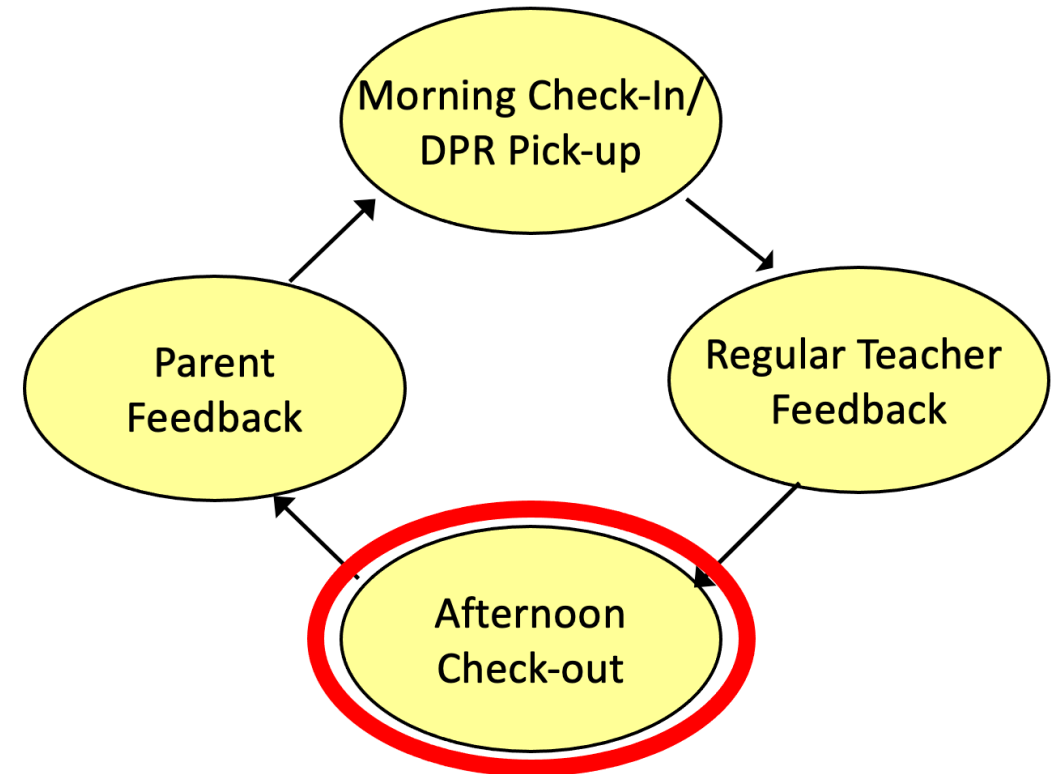 Morning Check-In/
DPR Pick-up
Regular Teacher
Feedback
Afternoon
Check-out
Parent
Feedback